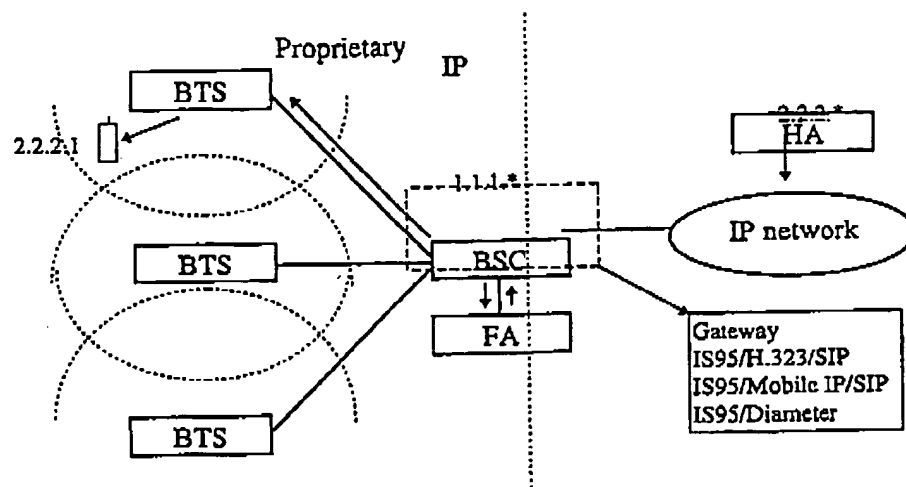 Proprietary
IP
BTS
2.2.2.1
2.2.2.*
HA
1.1.1.*
IP network
BTS
BSC
FA
Gateway
IS95/H.323/SIP
IS95/Mobile IP/SIP
IS95/Diameter
BTS